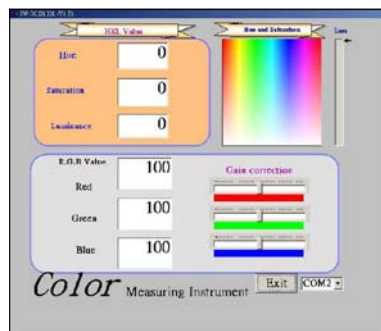 HSL Value
Hue and Saturation
Lum
Hue 0
Saturation 0
Luminance 0
R.G.B Value
Red 100
Green 100
Blue 100
Gain correction
Color Measuring Instrument
Exit
COM2